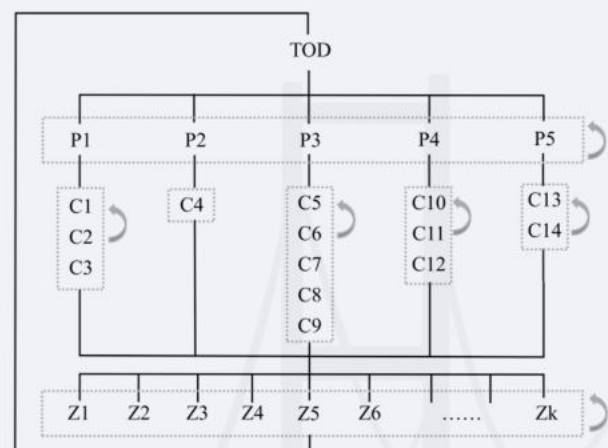 TOD
P1 P2 P3 P4 P5
C1 C4 C5 C10 C13
C2 C6 C11 C14
C3 C7 C12
C8
C9
Z1 Z2 Z3 Z4 Z5 Z6 ...... Zk